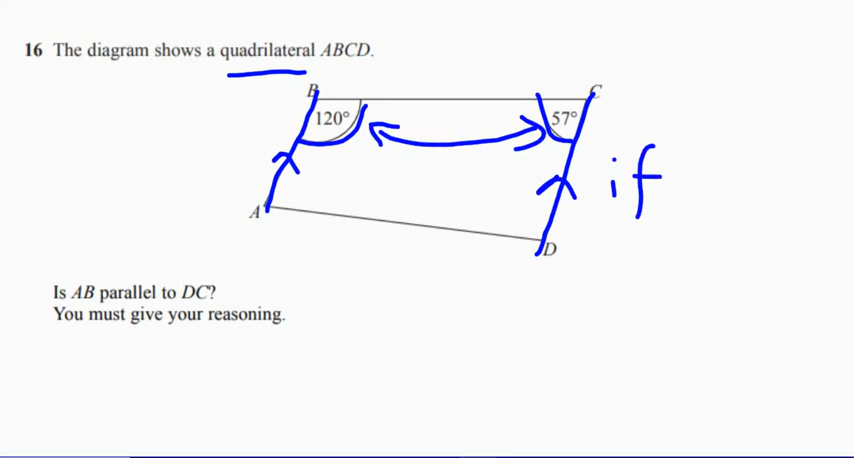 16 The diagram shows a quadrilateral ABCD.
B C
120° 57°
if
A
D
Is AB parallel to DC?
You must give your reasoning.